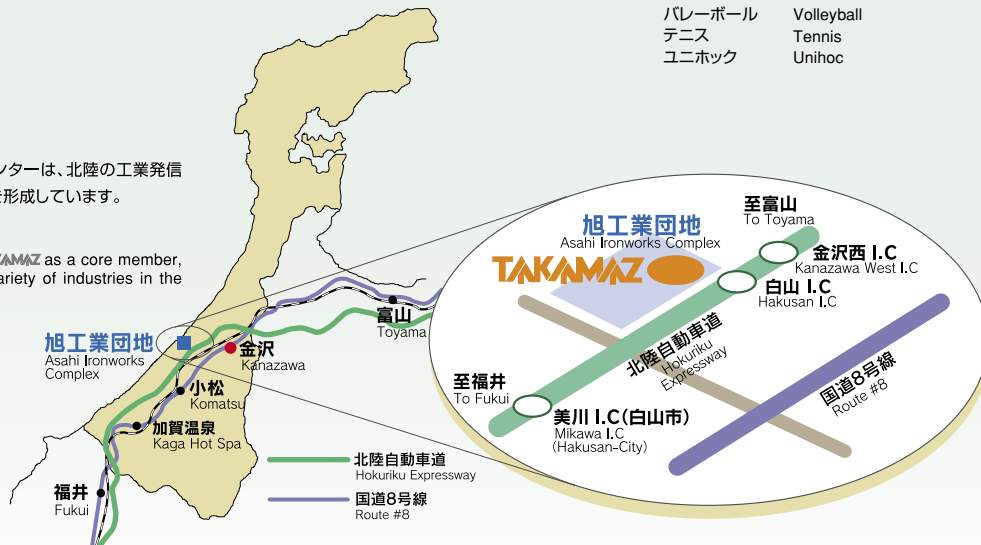 バレーボール Volleyball
テニス Tennis
ユニホック Unihoc
ンターは、北陸の工業発信
形成しています。
TAKAMAZ as a core member,
ariety of industries in the
旭工業団地
Asahi Ironworks
Complex
金沢
Kanazawa
富山
Toyama
小松
Komatsu
加賀温泉
Kaga Hot Spa
福井
Fukui
北陸自動車道
Hokuriku Expressway
国道8号線
Route #8
至富山
To Toyama
旭工業団地
Asahi Ironworks Complex
TAKAMAZ
金沢西 I.C
Kanazawa West I.C
白山 I.C
Hakusan I.C
北陸自動車道
Hokuriku
Expressway
国道8号線
Route #8
至福井
To Fukui
美川 I.C(白山市)
Mikawa I.C
(Hakusan-City)